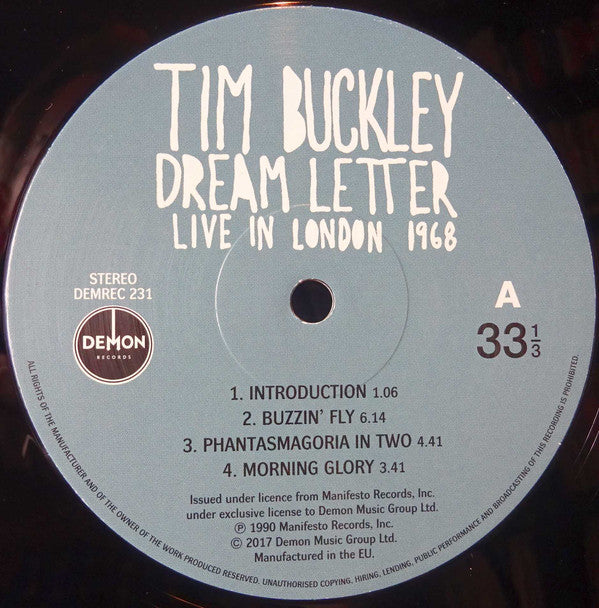 TIM BUCKLEY
DREAM LETTER
LIVE IN LONDON 1968
STEREO
DEMREC 231
DEMON
RECORDS
A
33 1/3
1. INTRODUCTION 1.06
2. BUZZIN' FLY 6.14
3. PHANTASMAGORIA IN TWO 4.41
4. MORNING GLORY 3.41
Issued under licence from Manifesto Records, Inc.
under exclusive license to Demon Music Group Ltd.
℗ 1990 Manifesto Records, Inc.
© 2017 Demon Music Group Ltd.
Manufactured in the EU.
ALL RIGHTS OF THE MANUFACTURER AND OF THE OWNER OF THE WORK PRODUCED RESERVED. UNAUTHORISED COPYING, HIRING, LENDING, PUBLIC PERFORMANCE AND BROADCASTING OF THIS RECORDING IS PROHIBITED.